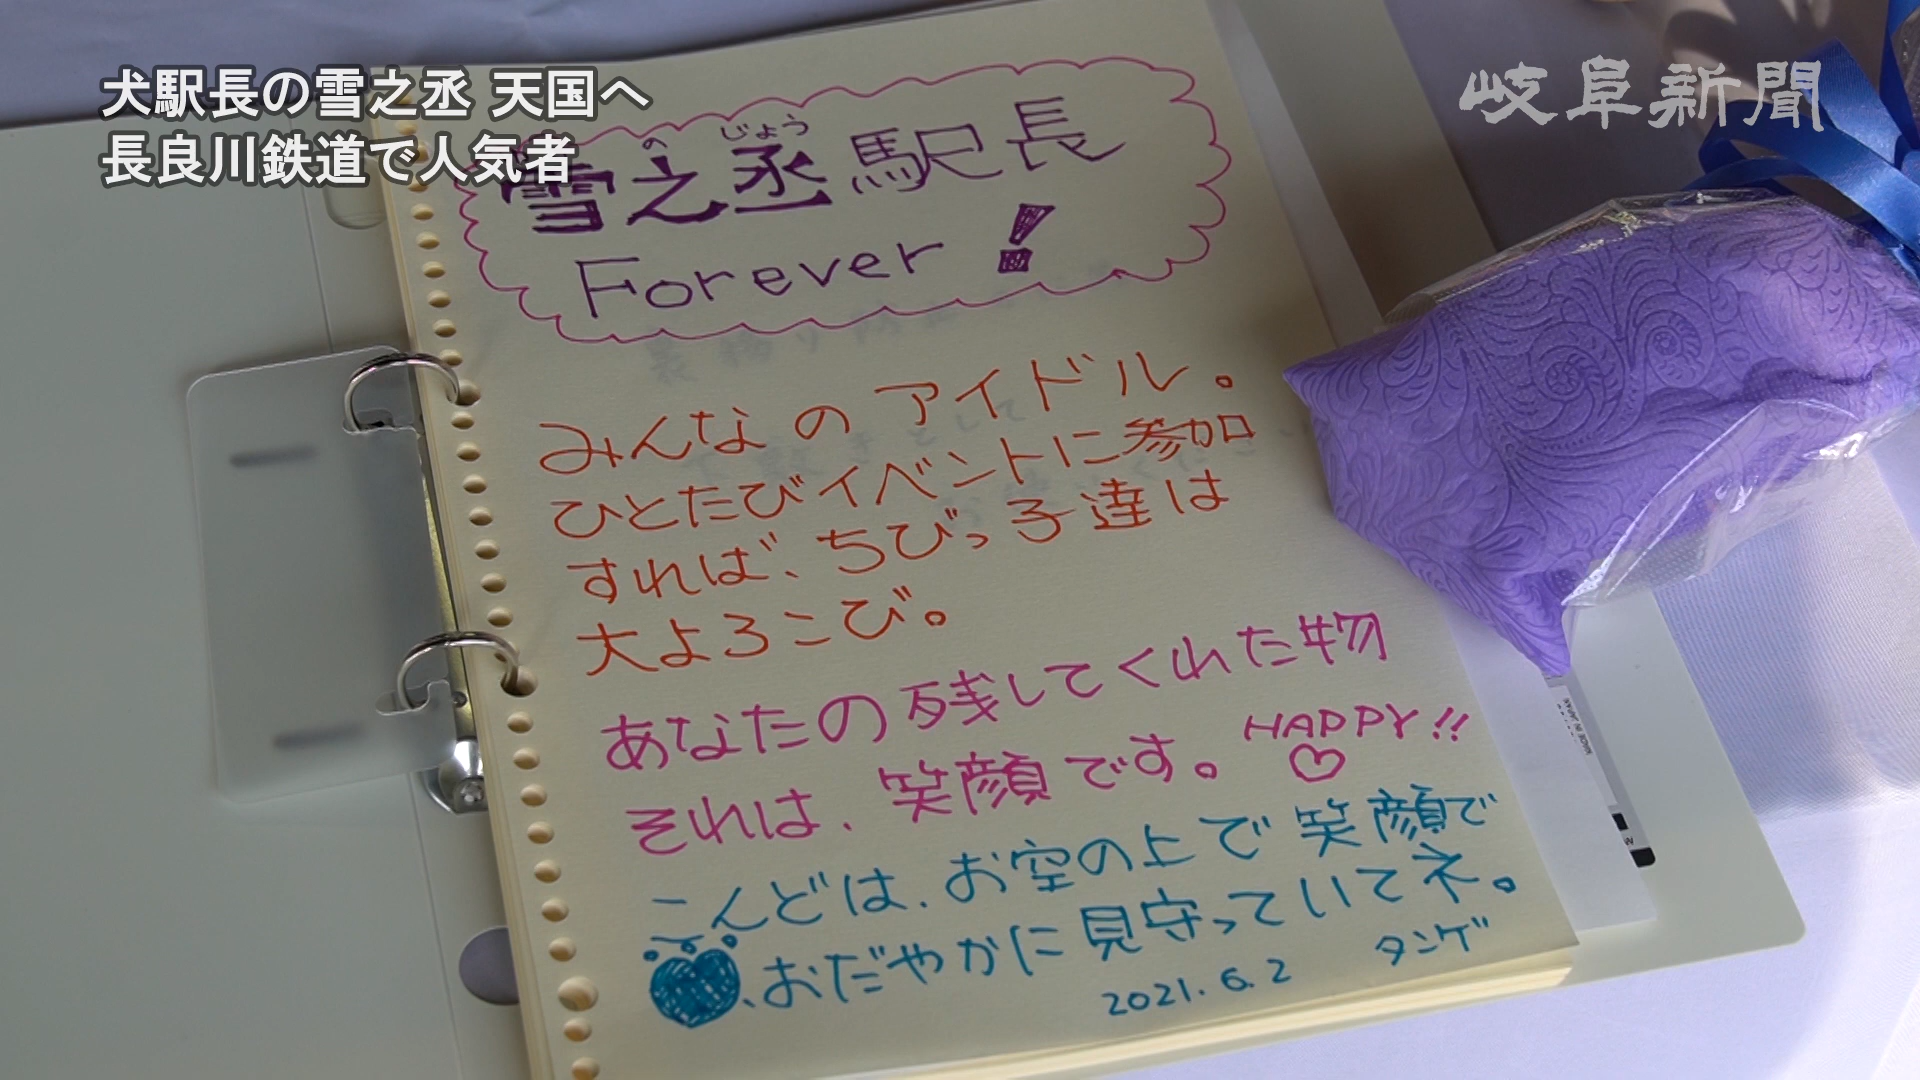 犬駅長の雪之丞 天国へ
長良川鉄道で人気者
岐阜新聞
のじょう
雪之丞駅長
Forever!
みんなのアイドル。
ひとたびイベントに参加
すれば、ちびっ子達は
大よろこび。
あなたの残してくれた物
それは、笑顔です。HAPPY!!
こんどは、お空の上で笑顔で
、おだやかに見守っていてネ。
2021.6.2 タンゲ
MADE IN JAPAN